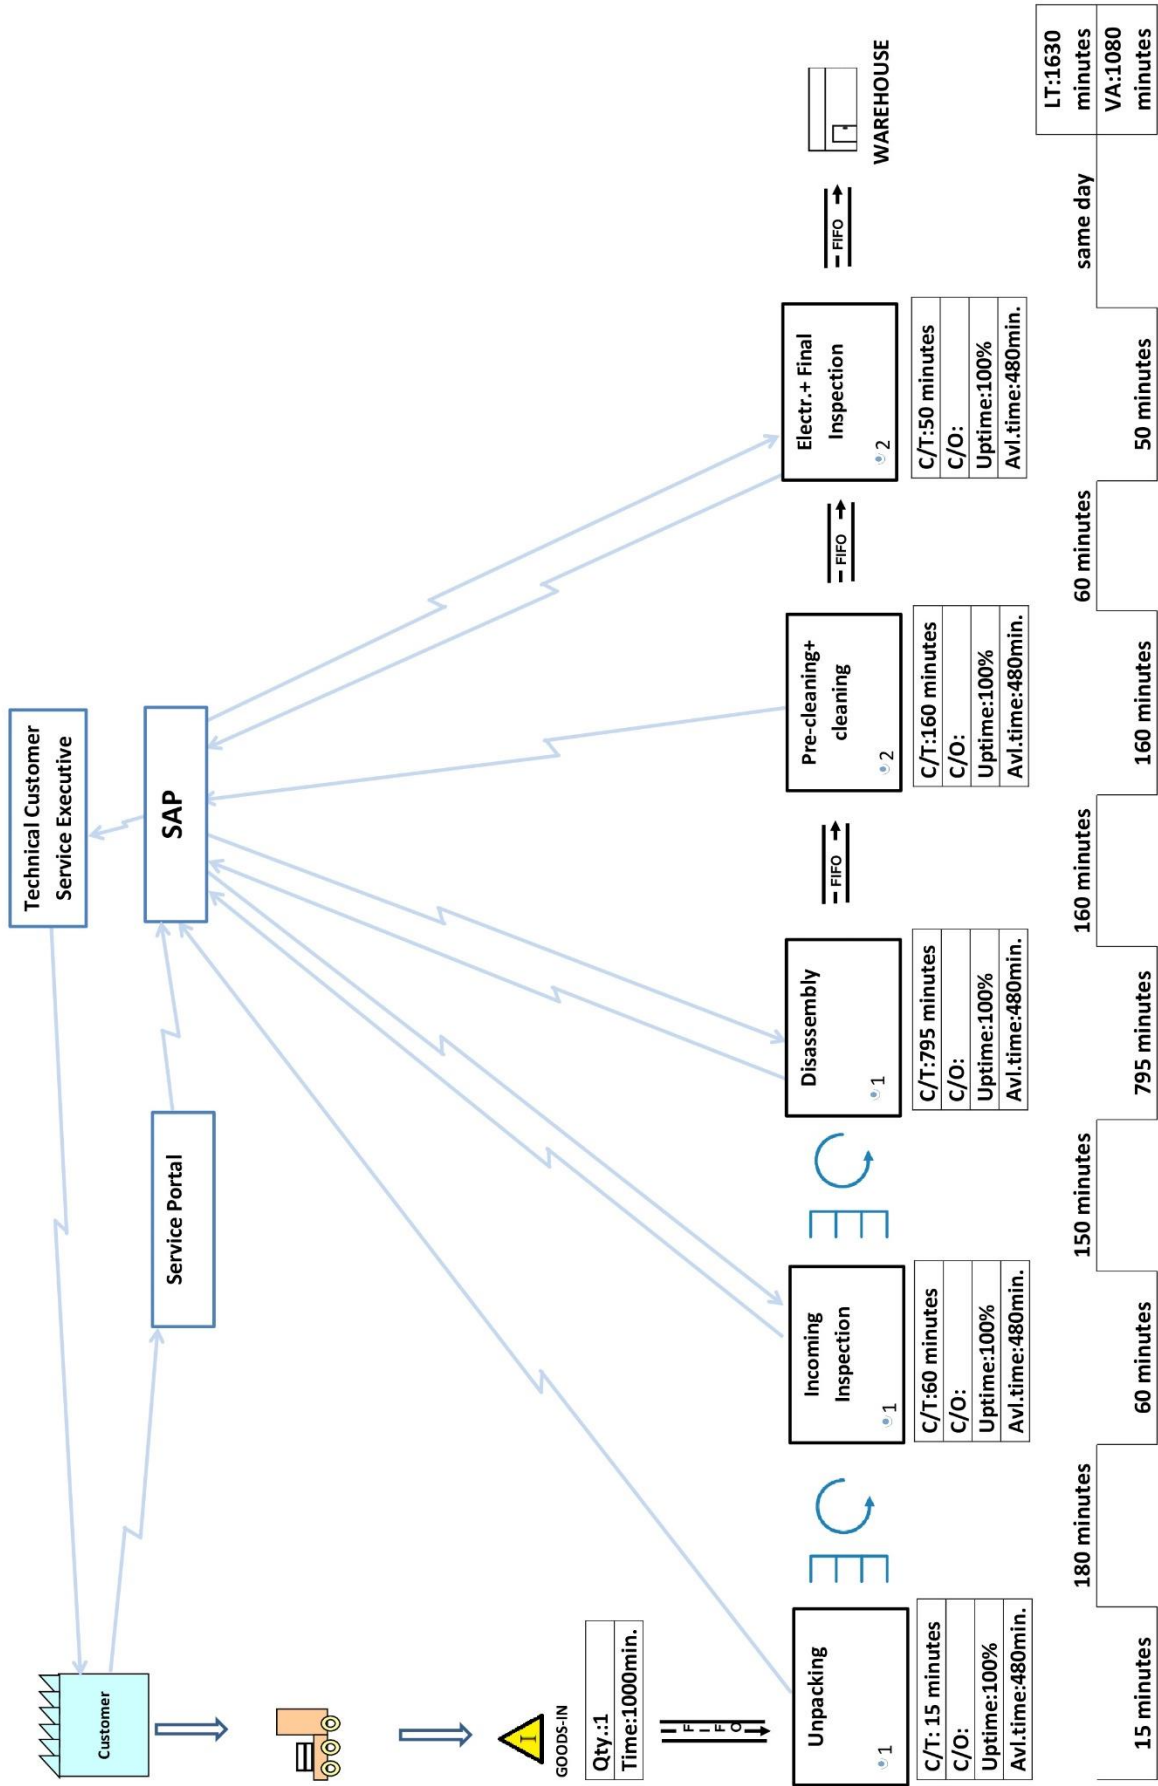 Technical Customer
Service Executive
SAP
Service Portal
Customer
GOODS-IN
Qty.:1
Time:1000min.
FIFO
Unpacking
1
C/T: 15 minutes
C/O:
Uptime:100%
Avl.time:480min.
Incoming
Inspection
1
C/T:60 minutes
C/O:
Uptime:100%
Avl.time:480min.
Disassembly
1
C/T:795 minutes
C/O:
Uptime:100%
Avl.time:480min.
FIFO
Pre-cleaning+
cleaning
2
C/T:160 minutes
C/O:
Uptime:100%
Avl.time:480min.
FIFO
Electr.+ Final
Inspection
2
C/T:50 minutes
C/O:
Uptime:100%
Avl.time:480min.
FIFO
WAREHOUSE
15 minutes
180 minutes
60 minutes
150 minutes
795 minutes
160 minutes
160 minutes
60 minutes
50 minutes
same day
LT:1630
minutes
VA:1080
minutes
I